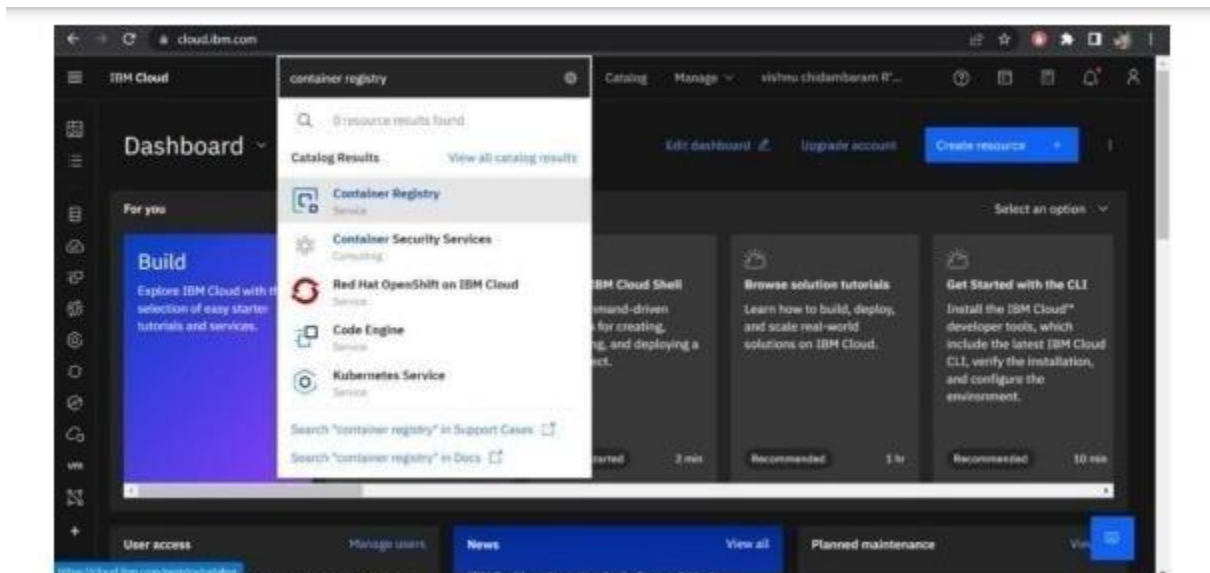 cloud.ibm.com
IBM Cloud
container registry
Catalog
Manage
vishnu chidambaram R'...
0 resource results found
Dashboard
Edit dashboard
Upgrade account
Create resource +
Catalog Results
View all catalog results
Container Registry
Service
Container Security Services
Consulting
Red Hat OpenShift on IBM Cloud
Service
Code Engine
Service
Kubernetes Service
Service
Search "container registry" in Support Cases
Search "container registry" in Docs
For you
Select an option
Build
Explore IBM Cloud with
selection of easy starter
tutorials and services.
IBM Cloud Shell
mmand-driven
for creating,
ng, and deploying a
ect.
2 min
Browse solution tutorials
Learn how to build, deploy,
and scale real-world
solutions on IBM Cloud.
Recommended
1 hr
Get Started with the CLI
Install the IBM Cloud™
developer tools, which
include the latest IBM Cloud
CLI, verify the installation,
and configure the
environment.
Recommended
10 min
User access
Manage users
News
View all
Planned maintenance